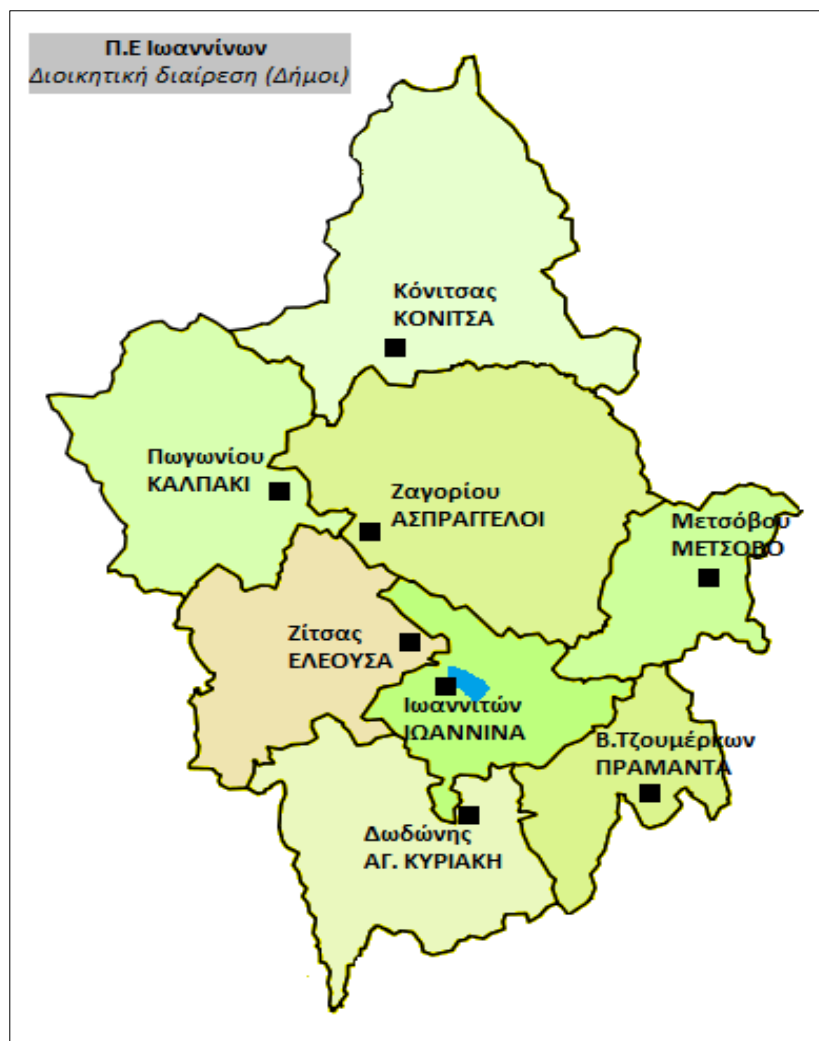 Π.Ε Ιωαννίνων
Διοικητική διαίρεση (Δήμοι)
Κόνιτσας
ΚΟΝΙΤΣΑ
Πωγωνίου
ΚΑΛΠΑΚΙ
Ζαγορίου
ΑΣΠΡΑΓΓΕΛΟΙ
Μετσόβου
ΜΕΤΣΟΒΟ
Ζίτσας
ΕΛΕΟΥΣΑ
Ιωαννιτών
ΙΩΑΝΝΙΝΑ
Β.Τζουμέρκων
ΠΡΑΜΑΝΤΑ
Δωδώνης
ΑΓ. ΚΥΡΙΑΚΗ